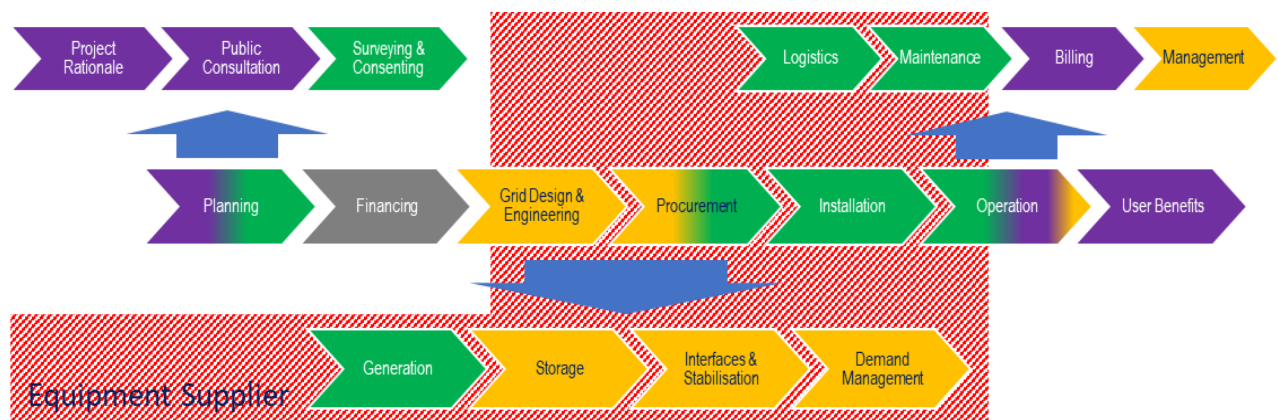 Project
Rationale
Public
Consultation
Surveying &
Consenting
Logistics
Maintenance
Billing
Management
Planning
Financing
Grid Design &
Engineering
Procurement
Installation
Operation
User Benefits
Generation
Storage
Interfaces &
Stabilisation
Demand
Management
Equipment Supplier